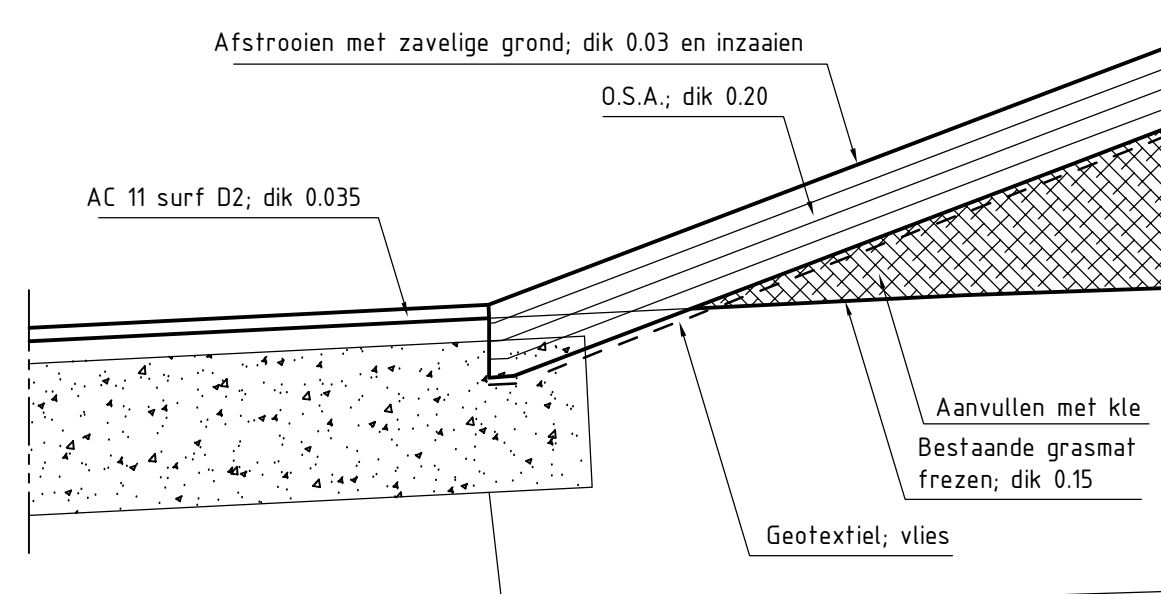 Afstrooien met zavelige grond; dik 0.03 en inzaaien
O.S.A.; dik 0.20
AC 11 surf D2; dik 0.035
Aanvullen met kle
Bestaande grasmat
frezen; dik 0.15
Geotextiel; vlies